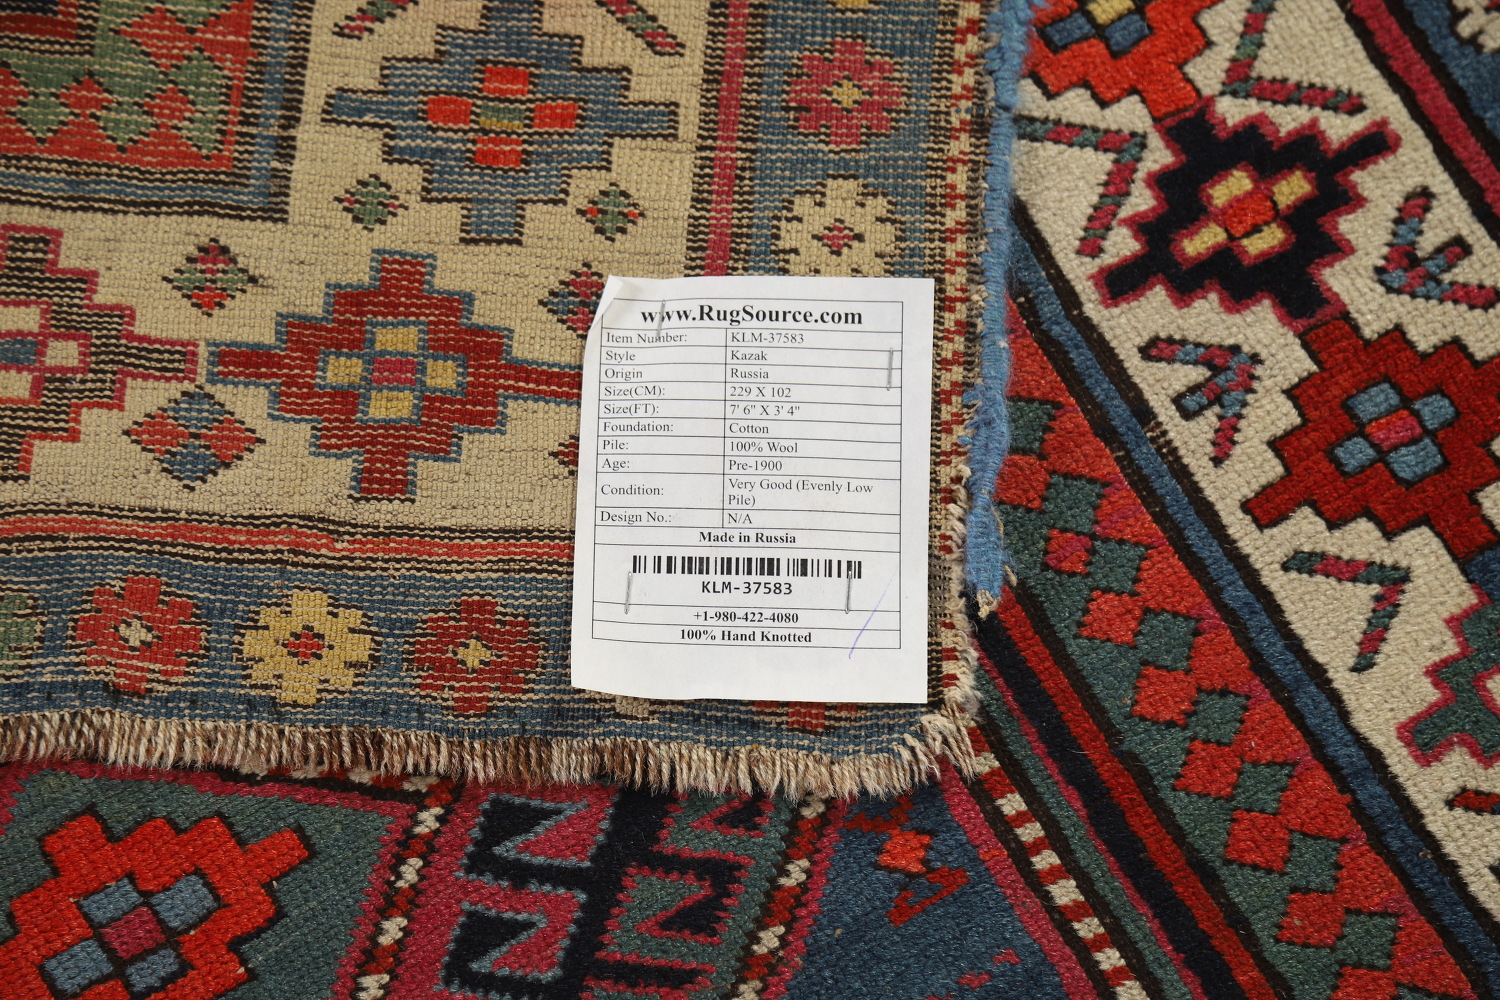 www.RugSource.com
Item Number: KLM-37583
Style Kazak
Origin Russia
Size(CM): 229 X 102
Size(FT): 7' 6" X 3' 4"
Foundation: Cotton
Pile: 100% Wool
Age: Pre-1900
Condition: Very Good (Evenly Low
Pile)
Design No.: N/A
Made in Russia
KLM-37583
+1-980-422-4080
100% Hand Knotted